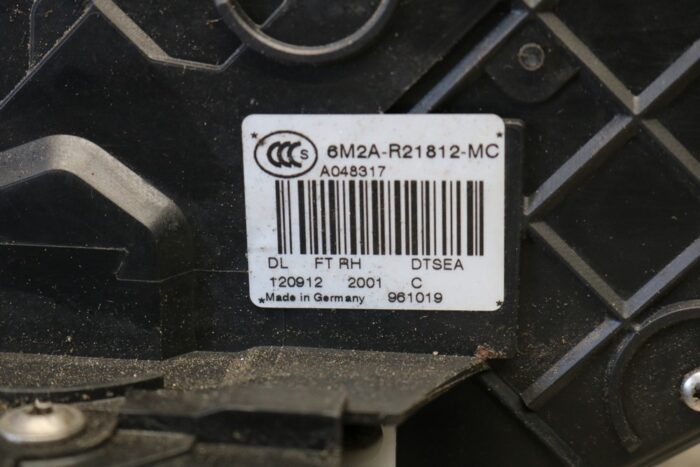 CCC S 6M2A-R21812-MC
A048317
DL FT RH DTSEA
120912 2001 C
Made in Germany 961019